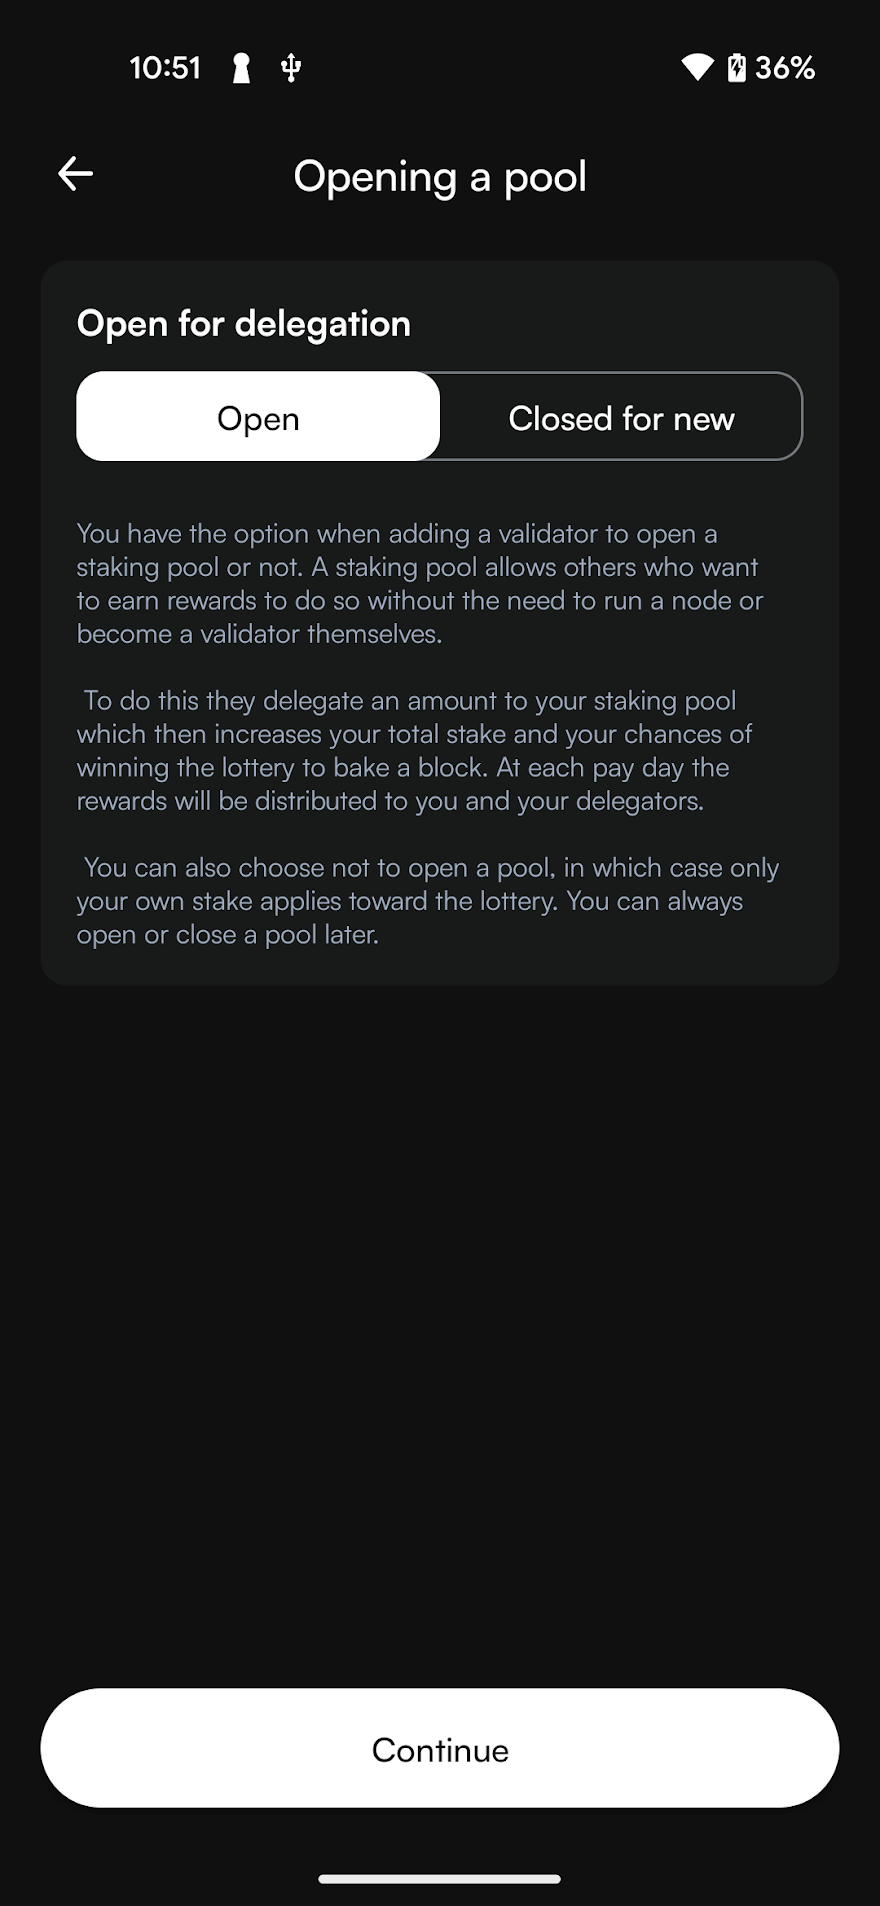 10:51
36%
Opening a pool
Open for delegation
Open
Closed for new
You have the option when adding a validator to open a
staking pool or not. A staking pool allows others who want
to earn rewards to do so without the need to run a node or
become a validator themselves.
To do this they delegate an amount to your staking pool
which then increases your total stake and your chances of
winning the lottery to bake a block. At each pay day the
rewards will be distributed to you and your delegators.
You can also choose not to open a pool, in which case only
your own stake applies toward the lottery. You can always
open or close a pool later.
Continue